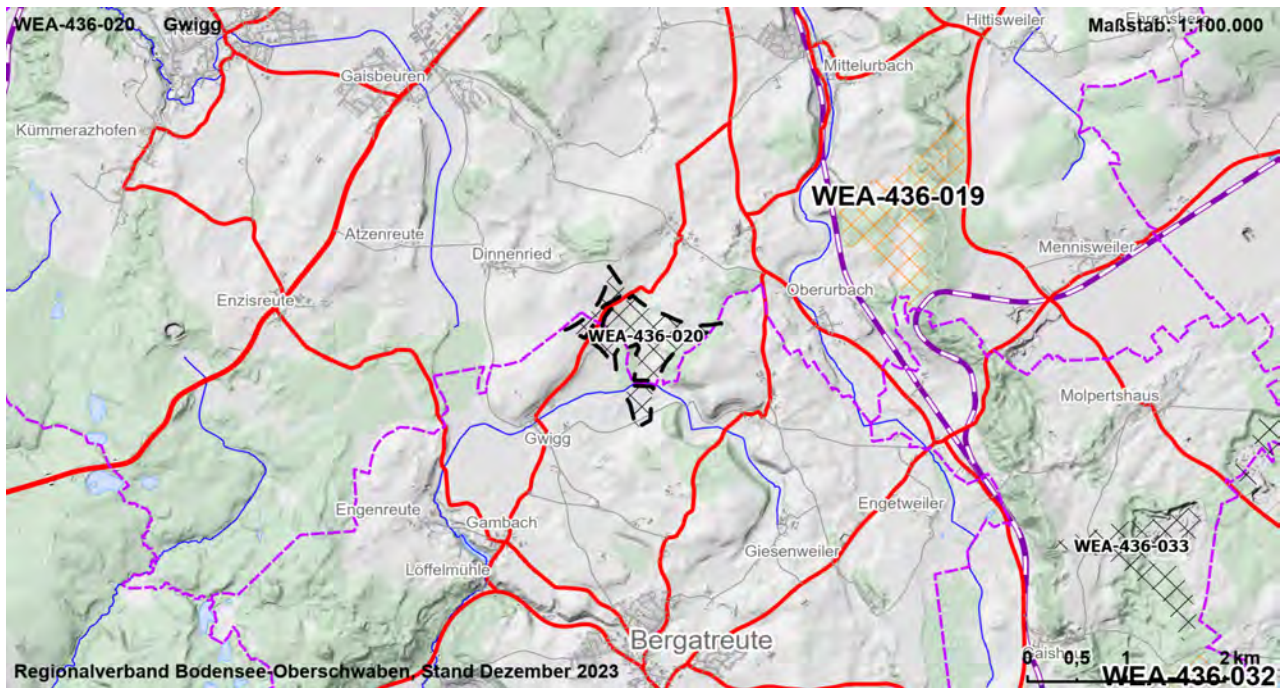 WEA-436-020 Gwigg
Maßstab: 1:100.000
Hittisweiler
Ehrensberg
Gaisbeuren
Mittelurbach
Kümmerazhofen
WEA-436-019
Atzenreute
Dinnenried
Mennisweiler
Enzisreute
Oberurbach
WEA-436-020
Molpertshaus
Gwigg
Engenreute
Gambach
Engetweiler
Giesenweiler
WEA-436-033
Löffelmühle
Bergatreute
0 0,5 1 2 km
Regionalverband Bodensee-Oberschwaben, Stand Dezember 2023
WEA-436-032